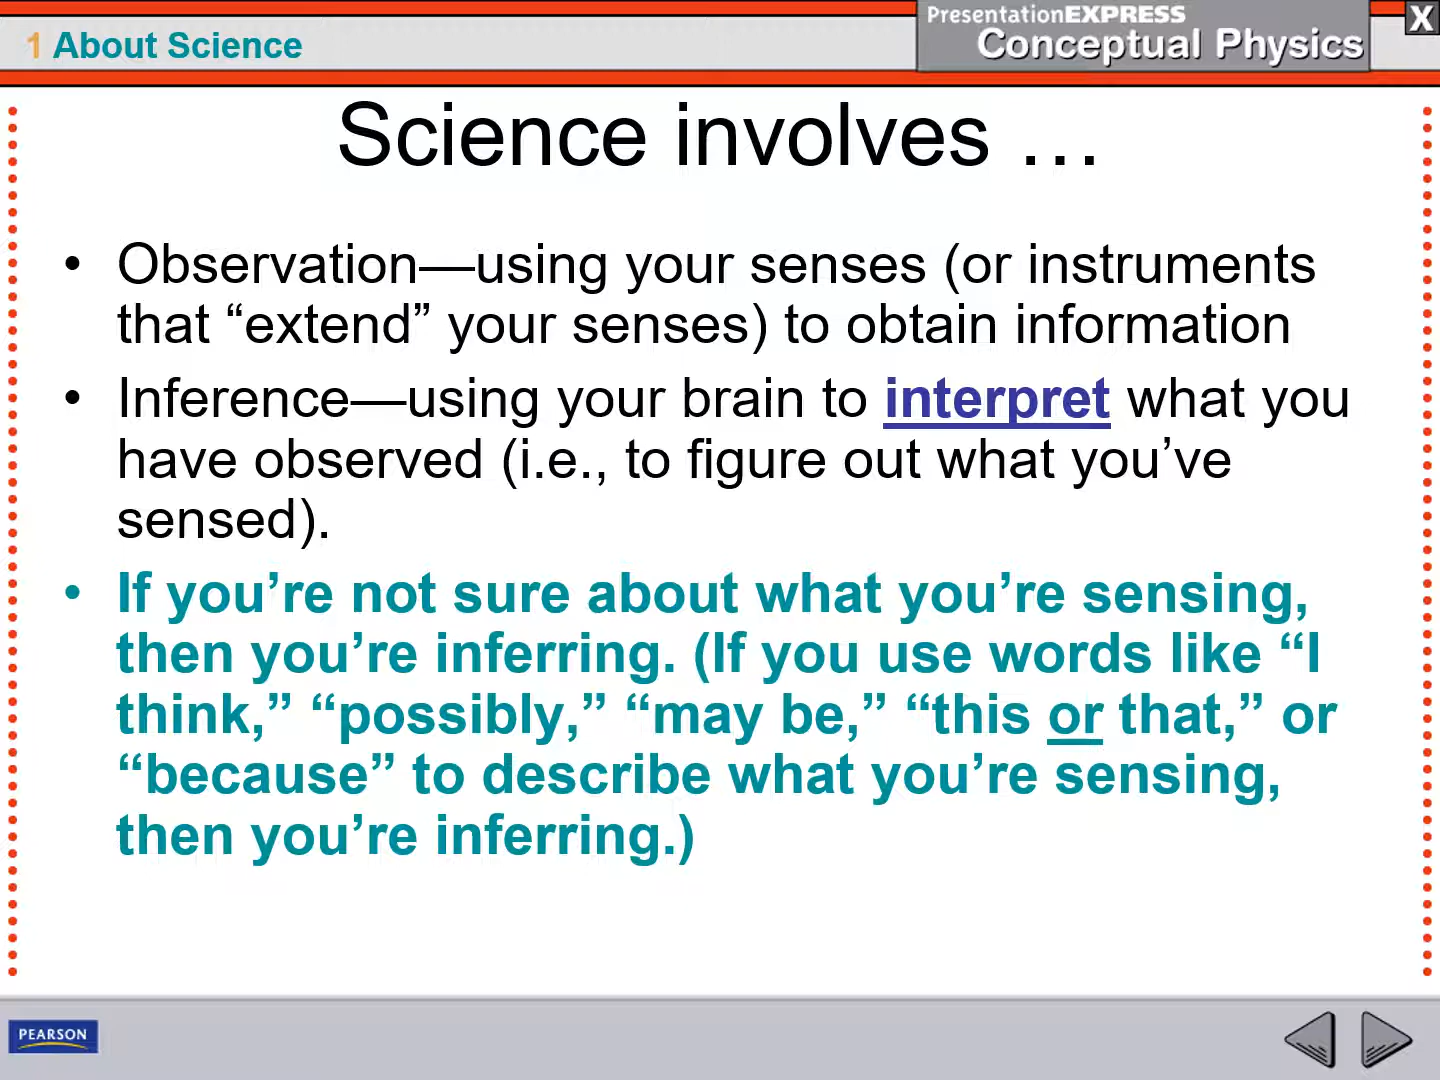 1 About Science
PresentationEXPRESS
Conceptual Physics
X
Science involves …
• Observation—using your senses (or instruments
that “extend” your senses) to obtain information
• Inference—using your brain to interpret what you
have observed (i.e., to figure out what you’ve
sensed).
• If you’re not sure about what you’re sensing,
then you’re inferring. (If you use words like “I
think,” “possibly,” “may be,” “this or that,” or
“because” to describe what you’re sensing,
then you’re inferring.)
PEARSON